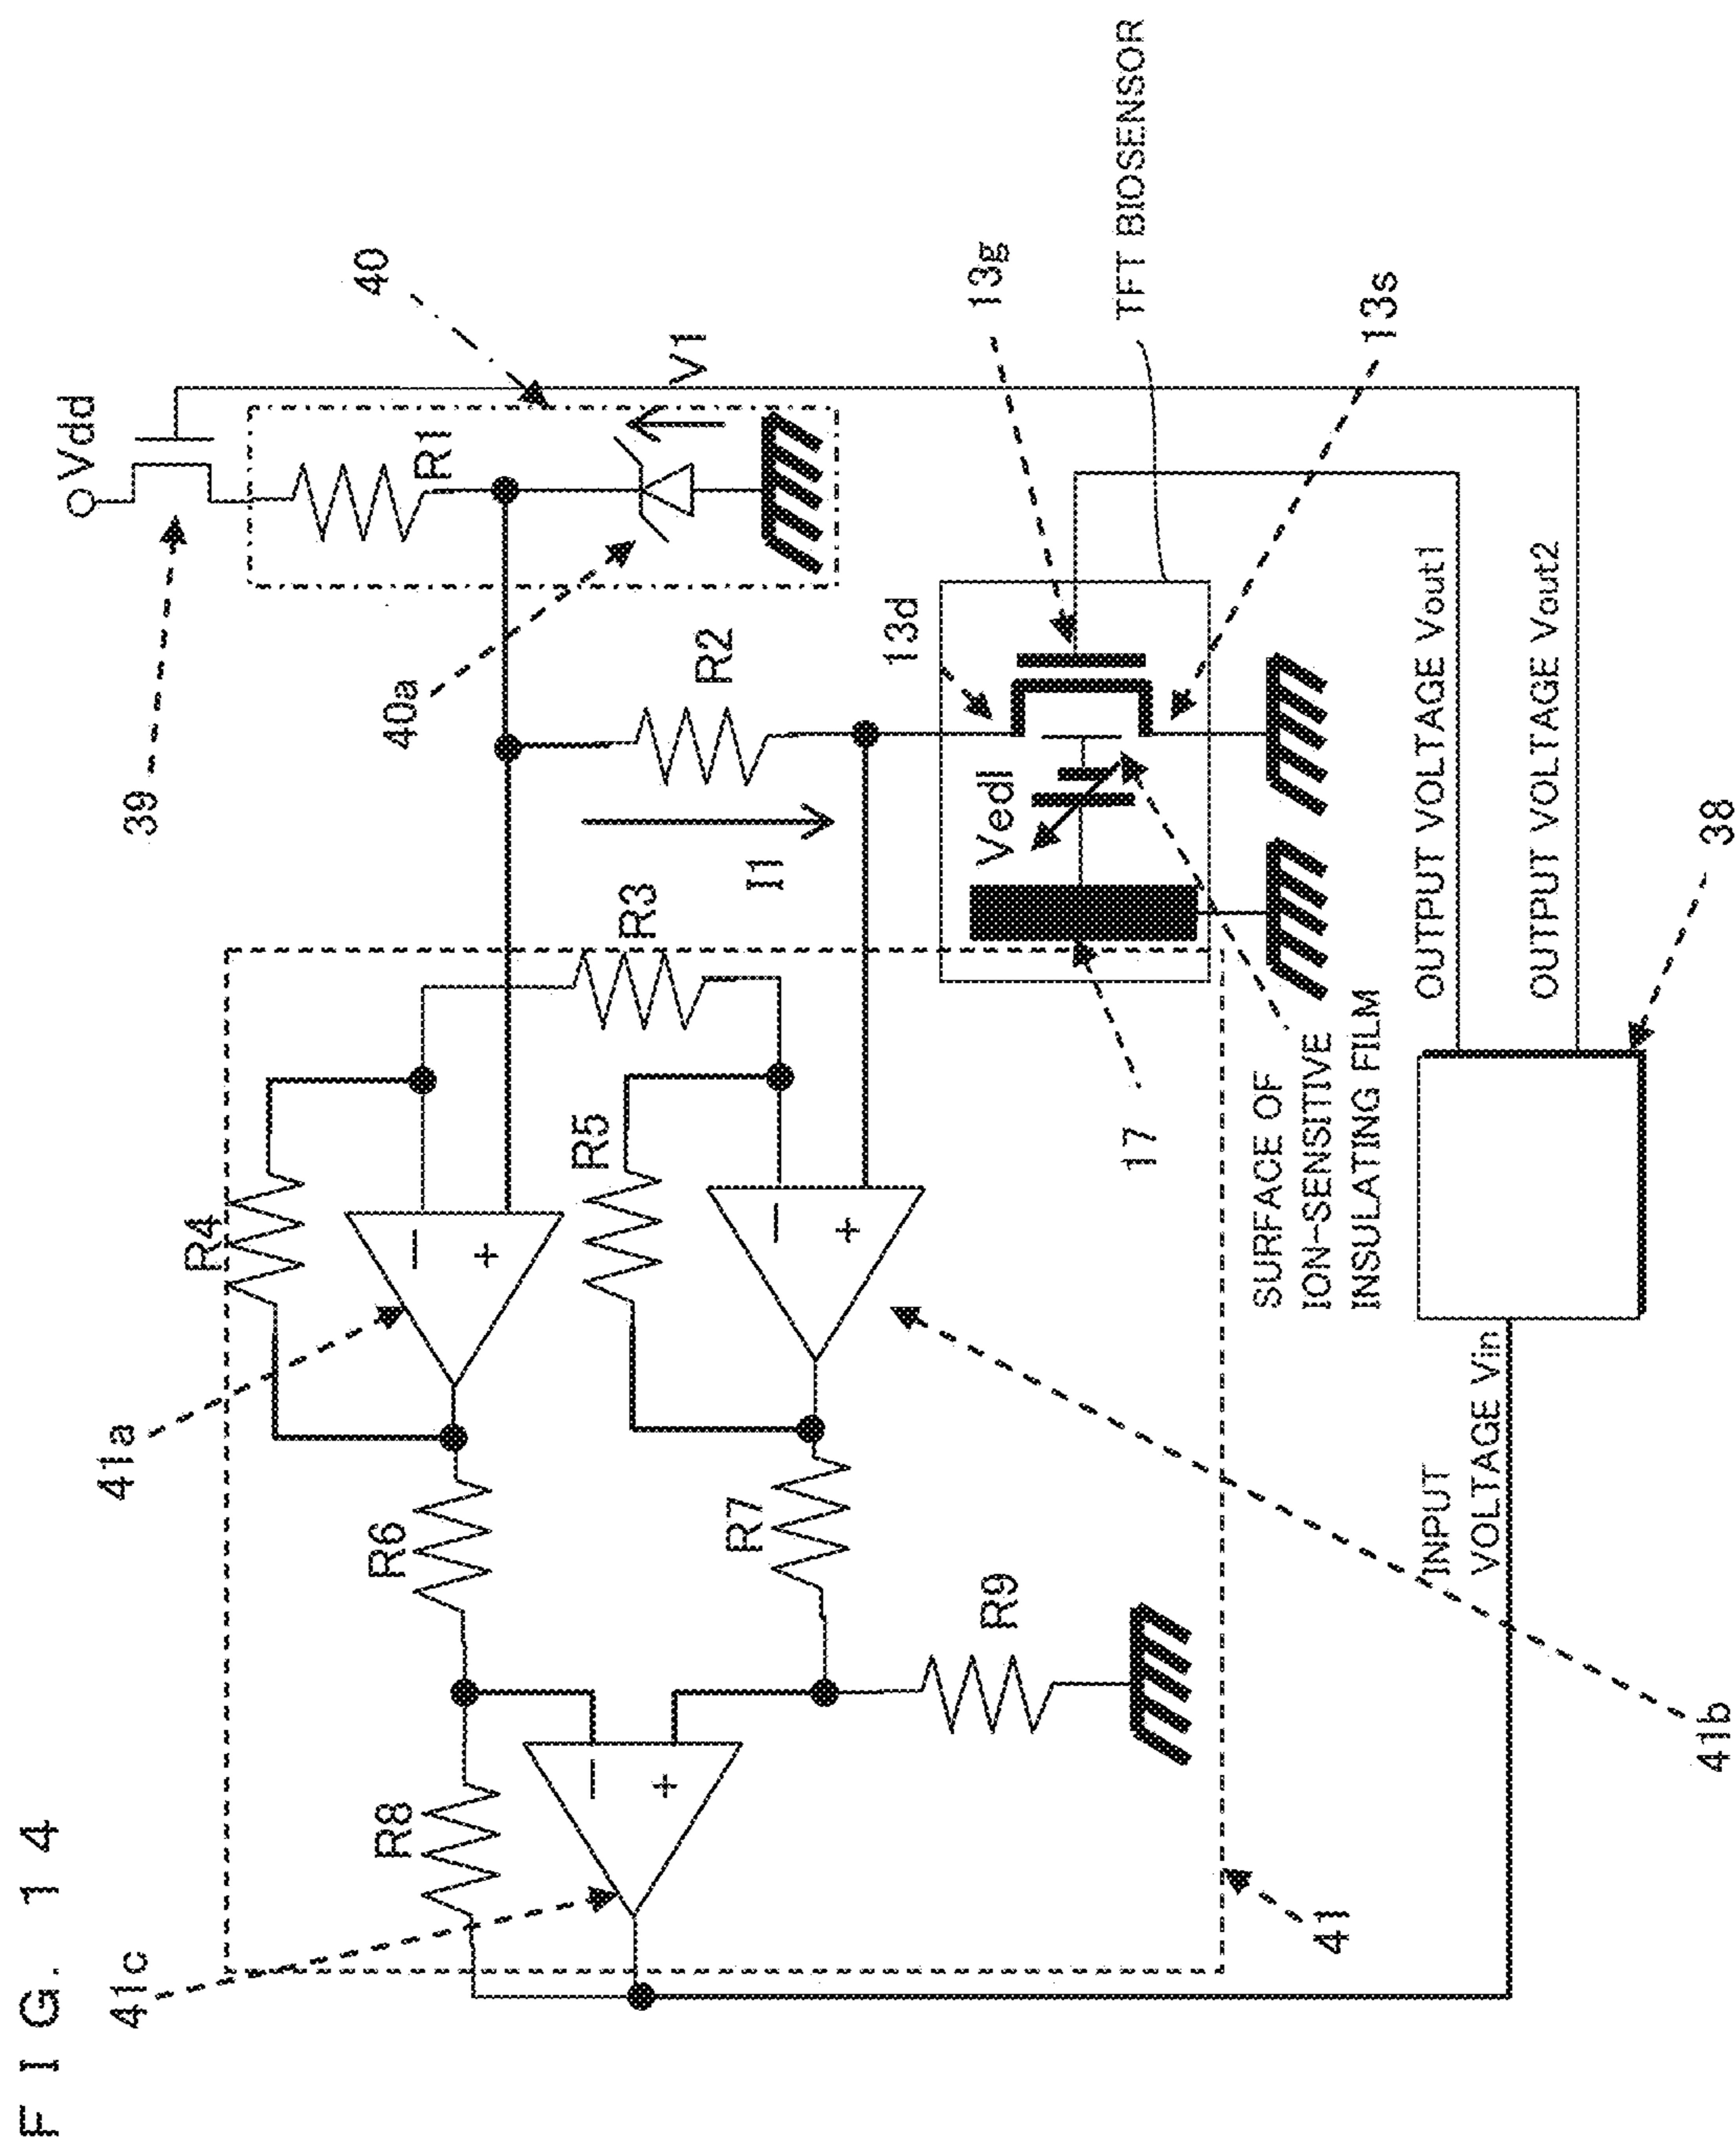 FIG. 14
41c
41a
39
Vdd
40
R8
R6
R4
R1
V1
40a
R3
R2
I1
R5
R7
R9
−
+
−
+
−
+
13d
Vedl
13g
TFT BIOSENSOR
13s
17
SURFACE OF
ION-SENSITIVE
INSULATING FILM
41
41b
INPUT
VOLTAGE Vin
OUTPUT VOLTAGE Vout1
OUTPUT VOLTAGE Vout2
38